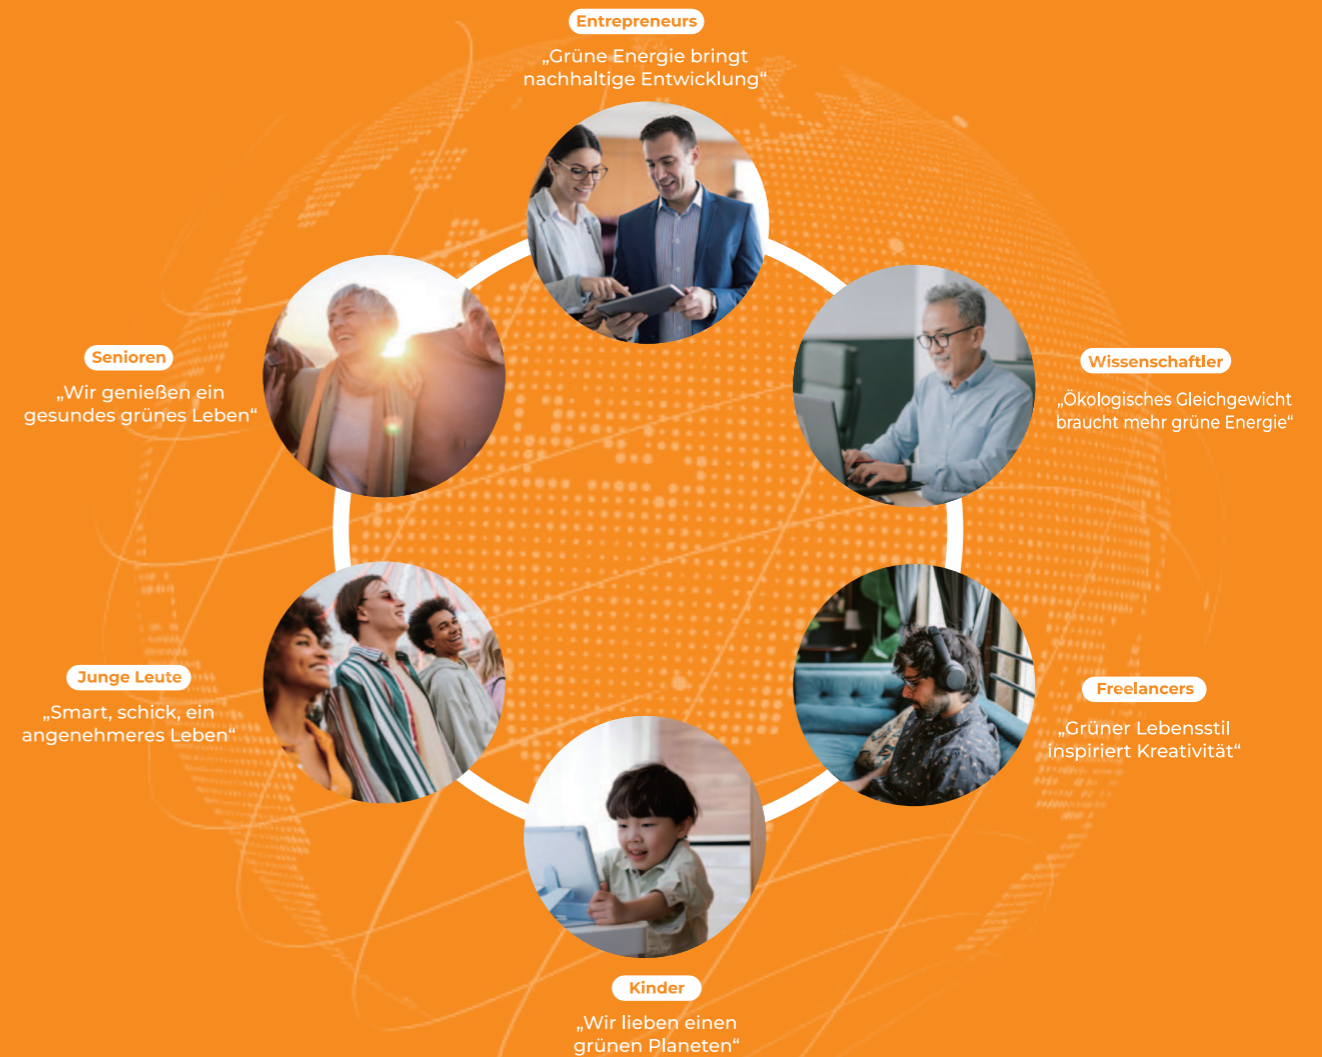 Entrepreneurs
„Grüne Energie bringt
nachhaltige Entwicklung“
Senioren
„Wir genießen ein
gesundes grünes Leben“
Wissenschaftler
„Ökologisches Gleichgewicht
braucht mehr grüne Energie“
Junge Leute
„Smart, schick, ein
angenehmeres Leben“
Freelancers
„Grüner Lebensstil
inspiriert Kreativität“
Kinder
„Wir lieben einen
grünen Planeten“